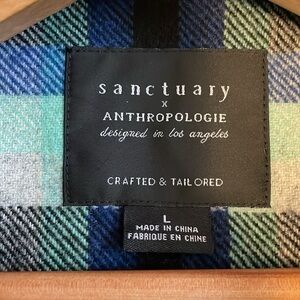 sanctuary
x
ANTHROPOLOGIE
designed in los angeles
CRAFTED & TAILORED
L
MADE IN CHINA
FABRIQUE EN CHINE